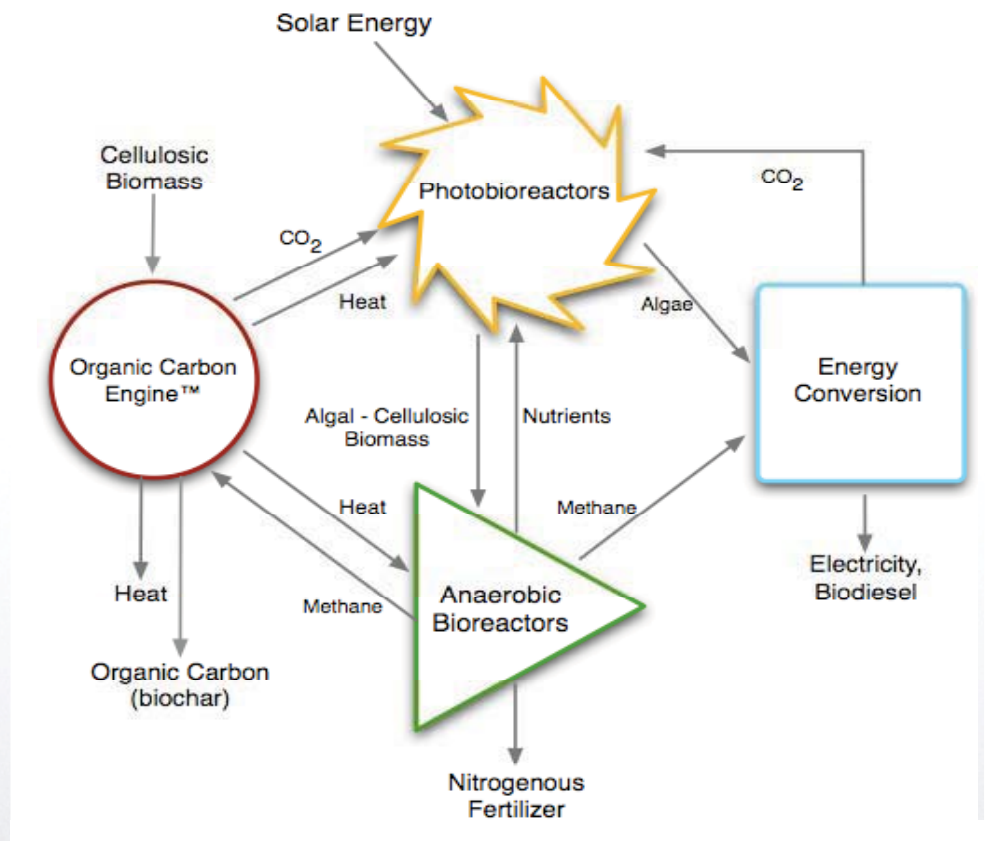 Solar Energy
Cellulosic
Biomass
Photobioreactors
CO2
CO2
Heat
Algae
Organic Carbon
Engine™
Energy
Conversion
Algal - Cellulosic
Biomass
Nutrients
Heat
Methane
Methane
Heat
Anaerobic
Bioreactors
Electricity,
Biodiesel
Organic Carbon
(biochar)
Nitrogenous
Fertilizer